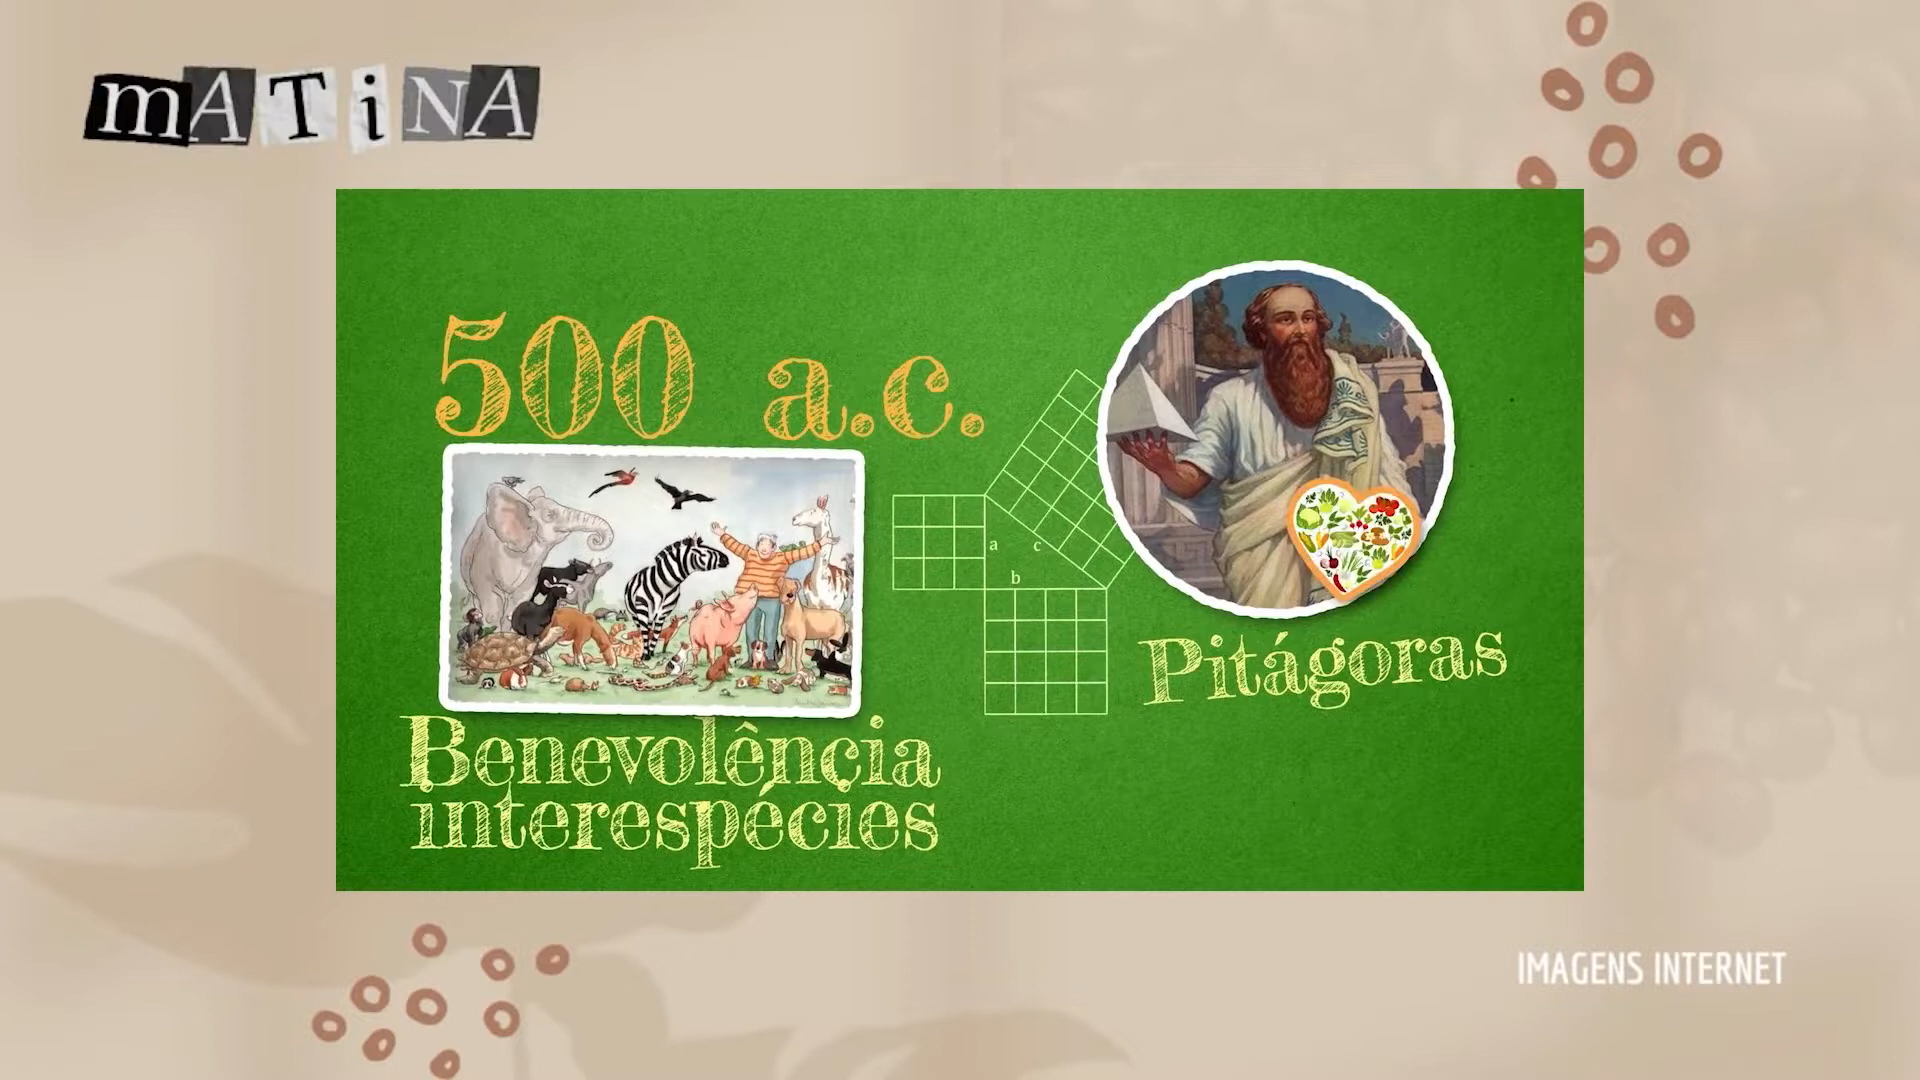 mATiNA
500 a.c.
a
c
b
Pitágoras
Benevolência
interespécies
IMAGENS INTERNET